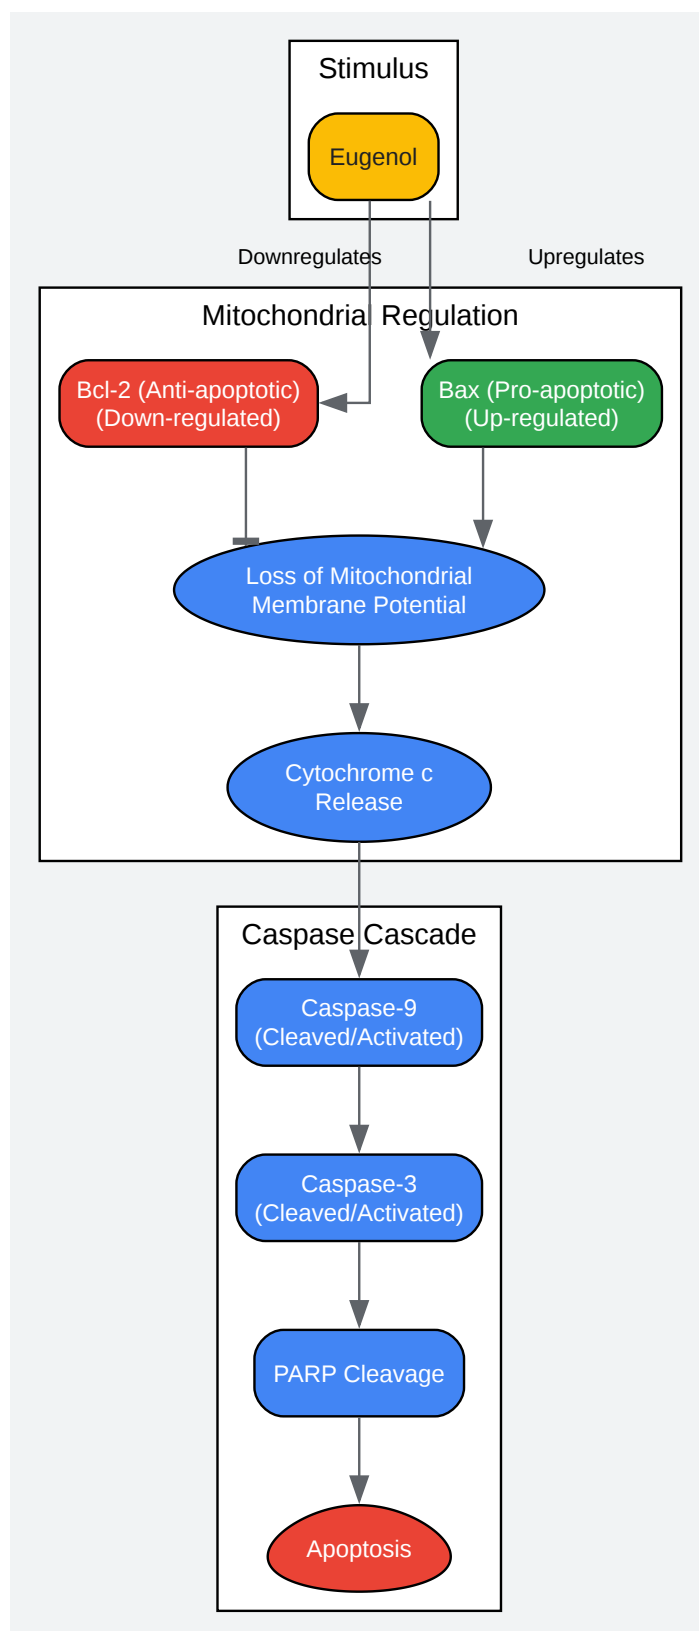 Stimulus
Eugenol
Downregulates
Upregulates
Mitochondrial Regulation
Bcl-2 (Anti-apoptotic)
(Down-regulated)
Bax (Pro-apoptotic)
(Up-regulated)
Loss of Mitochondrial
Membrane Potential
Cytochrome c
Release
Caspase Cascade
Caspase-9
(Cleaved/Activated)
Caspase-3
(Cleaved/Activated)
PARP Cleavage
Apoptosis